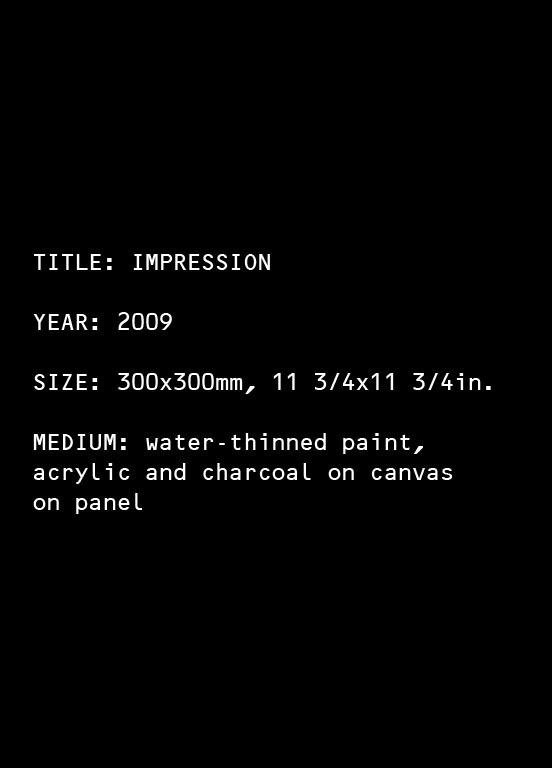 TITLE: IMPRESSION
YEAR: 2009
SIZE: 300x300mm, 11 3/4x11 3/4in.
MEDIUM: water-thinned paint,
acrylic and charcoal on canvas
on panel